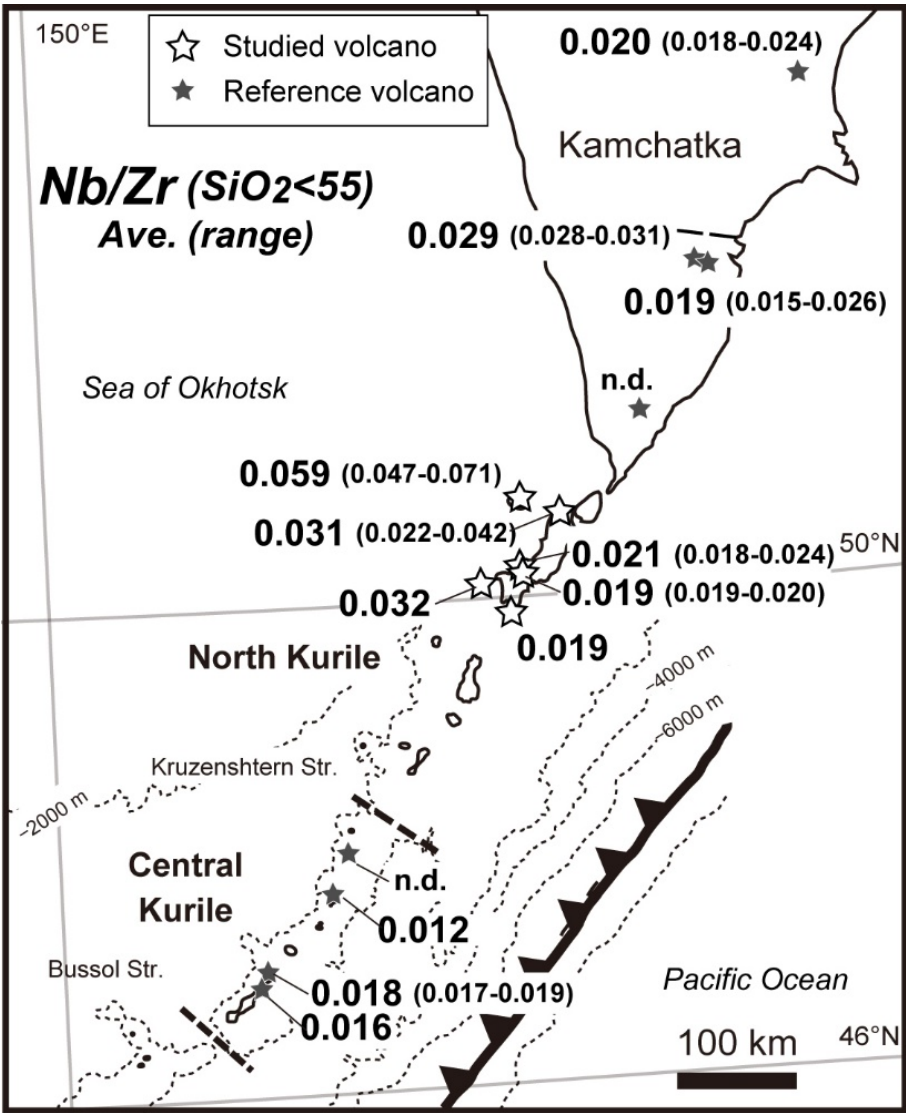 150°E
Studied volcano
Reference volcano
0.020 (0.018-0.024)
Kamchatka
Nb/Zr (SiO2<55)
Ave. (range)
0.029 (0.028-0.031)
0.019 (0.015-0.026)
Sea of Okhotsk
n.d.
0.059 (0.047-0.071)
0.031 (0.022-0.042)
50°N
0.021 (0.018-0.024)
0.019 (0.019-0.020)
0.032
0.019
North Kurile
-4000 m
-6000 m
Kruzenshtern Str.
-2000 m
Central
Kurile
n.d.
0.012
Bussol Str.
Pacific Ocean
0.018 (0.017-0.019)
0.016
100 km
46°N